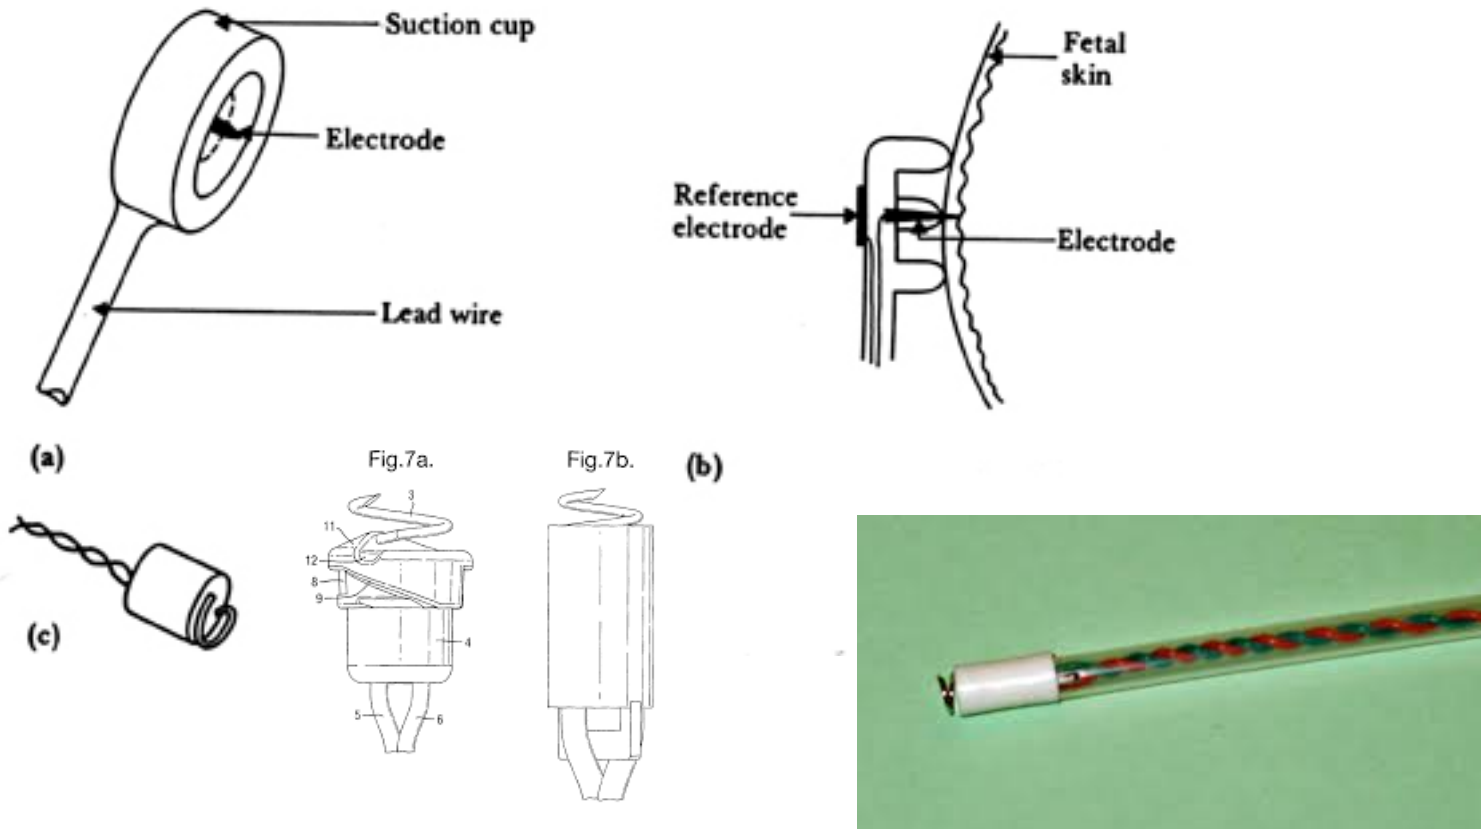 Suction cup
Electrode
Lead wire
(a)
Fetal
skin
Reference
electrode
Electrode
(b)
(c)
Fig.7a.
3
11
12
8
9
4
5
6
Fig.7b.